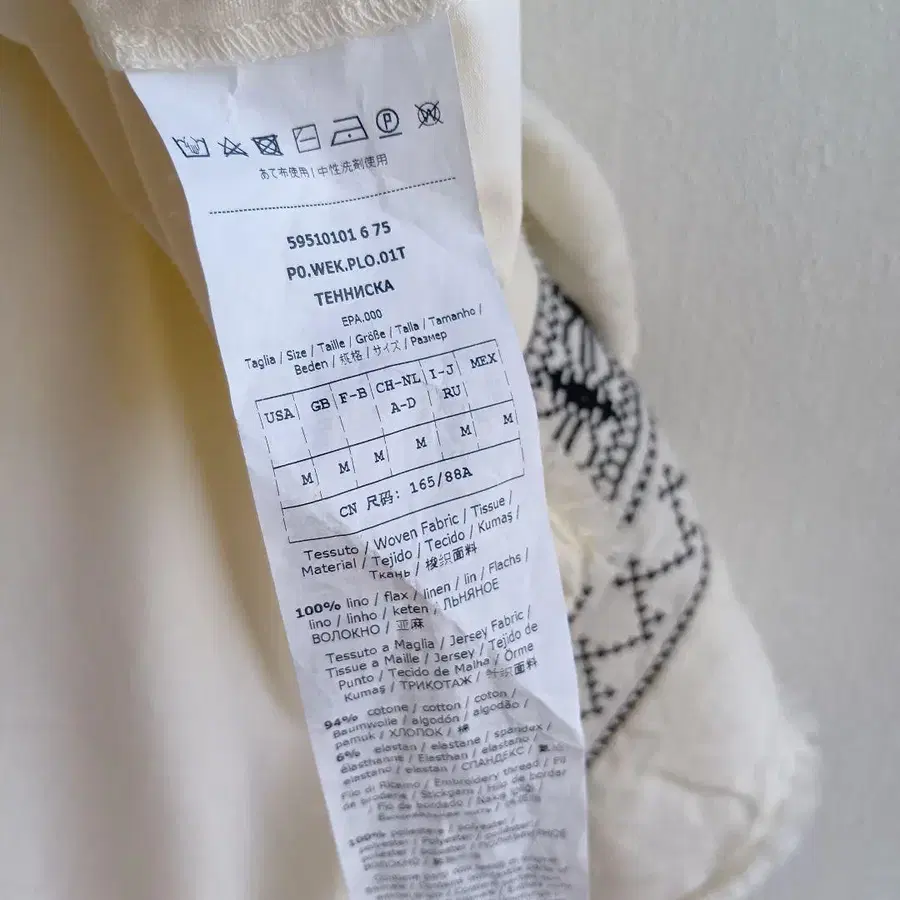 あて布使用 | 中性洗剤使用
59510101 6 75
P0.WEK.PLO.01T
ТЕННИСКА
EPA.000
Taglia / Size / Taille / Größe / Talla / Tamanho /
Beden / 規格 / サイズ / Размер
USA GB F-B CH-NL I-J MEX
A-D RU
M M M M M M
CN 尺码: 165/88A
Tessuto / Woven Fabric / Tissue /
Material / Tejido / Tecido / Kumaş /
Ткань / 梭织面料
100% lino / flax / linen / lin / Flachs /
lino / linho / keten / ЛЬНЯНОЕ
ВОЛОКНО / 亚麻
Tessuto a Maglia / Jersey Fabric /
Tissue a Maille / Jersey / Tejido de
Punto / Tecido de Malha / Örme
Kumaş / ТРИКОТАЖ / 针织面料
94% cotone / cotton / coton /
Baumwolle / algodón / algodão /
pamuk / ХЛОПОК / 棉
6% elastan / elastane / spandex /
élasthanne / Elasthan / elastano /
elastano / elastan / СПАНДЕКС /
Filo di Ricamo / Embroidery thread / Fil
de broderie / Stickgarn / hilo de bordar
/ Fio de bordado / Nakış ipliği /
100% poliestere / polyester /